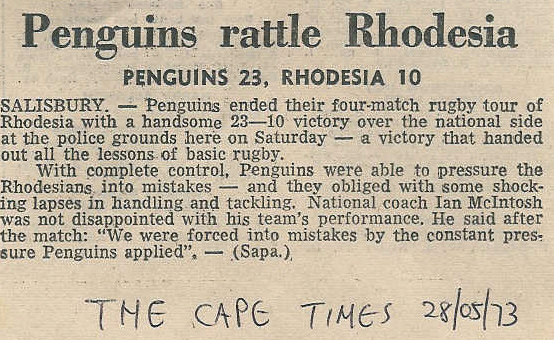 Penguins rattle Rhodesia
PENGUINS 23, RHODESIA 10
SALISBURY. — Penguins ended their four-match rugby tour of
Rhodesia with a handsome 23—10 victory over the national side
at the police grounds here on Saturday — a victory that handed
out all the lessons of basic rugby.
With complete control, Penguins were able to pressure the
Rhodesians into mistakes — and they obliged with some shock-
ing lapses in handling and tackling. National coach Ian McIntosh
was not disappointed with his team's performance. He said after
the match: "We were forced into mistakes by the constant pres-
sure Penguins applied". — (Sapa.)
THE CAPE TIMES 28/05/73